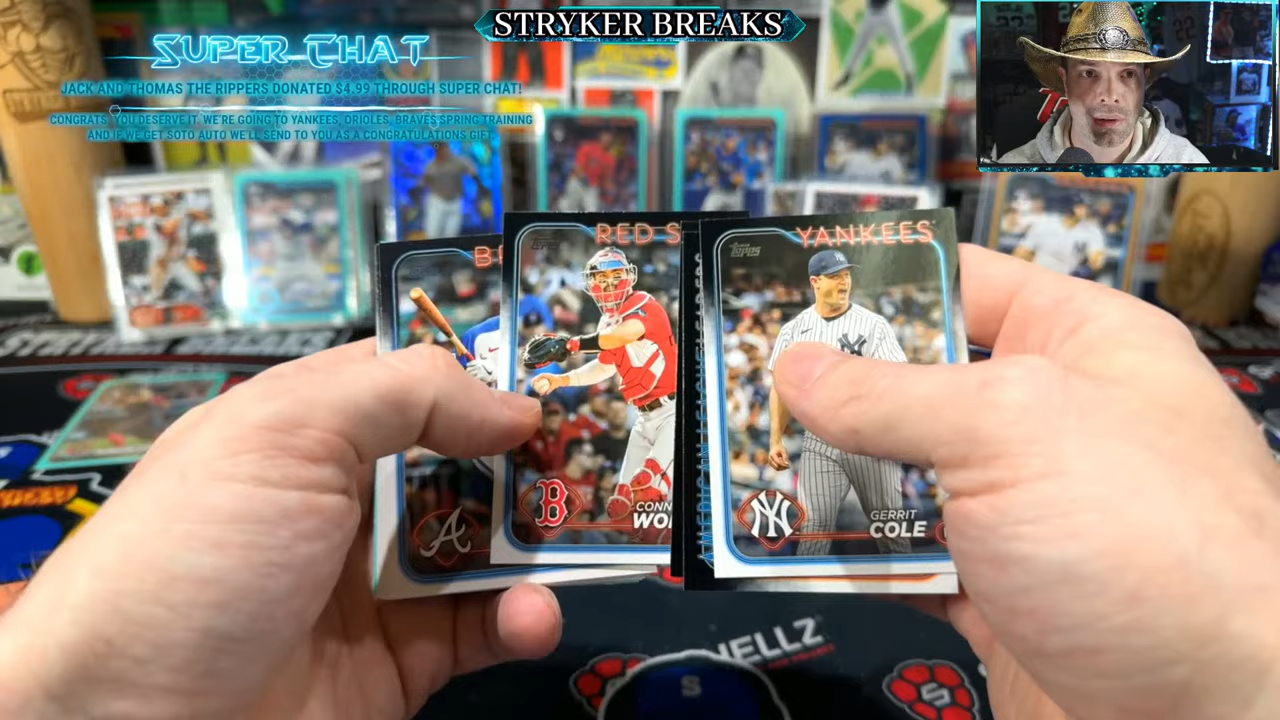 STRYKER BREAKS
SUPER CHAT
JACK AND THOMAS THE RIPPERS DONATED $4.99 THROUGH SUPER CHAT!
CONGRATS, YOU DESERVE IT. WE'RE GOING TO YANKEES, ORIOLES, BRAVES SPRING TRAINING
AND IF WE GET SOTO AUTO WE'LL SEND TO YOU AS A CONGRATULATIONS GIFT.
RED S
YANKEES
Topps
B
CONN
WO
NY
GERRIT
COLE
A
HELLZ
S